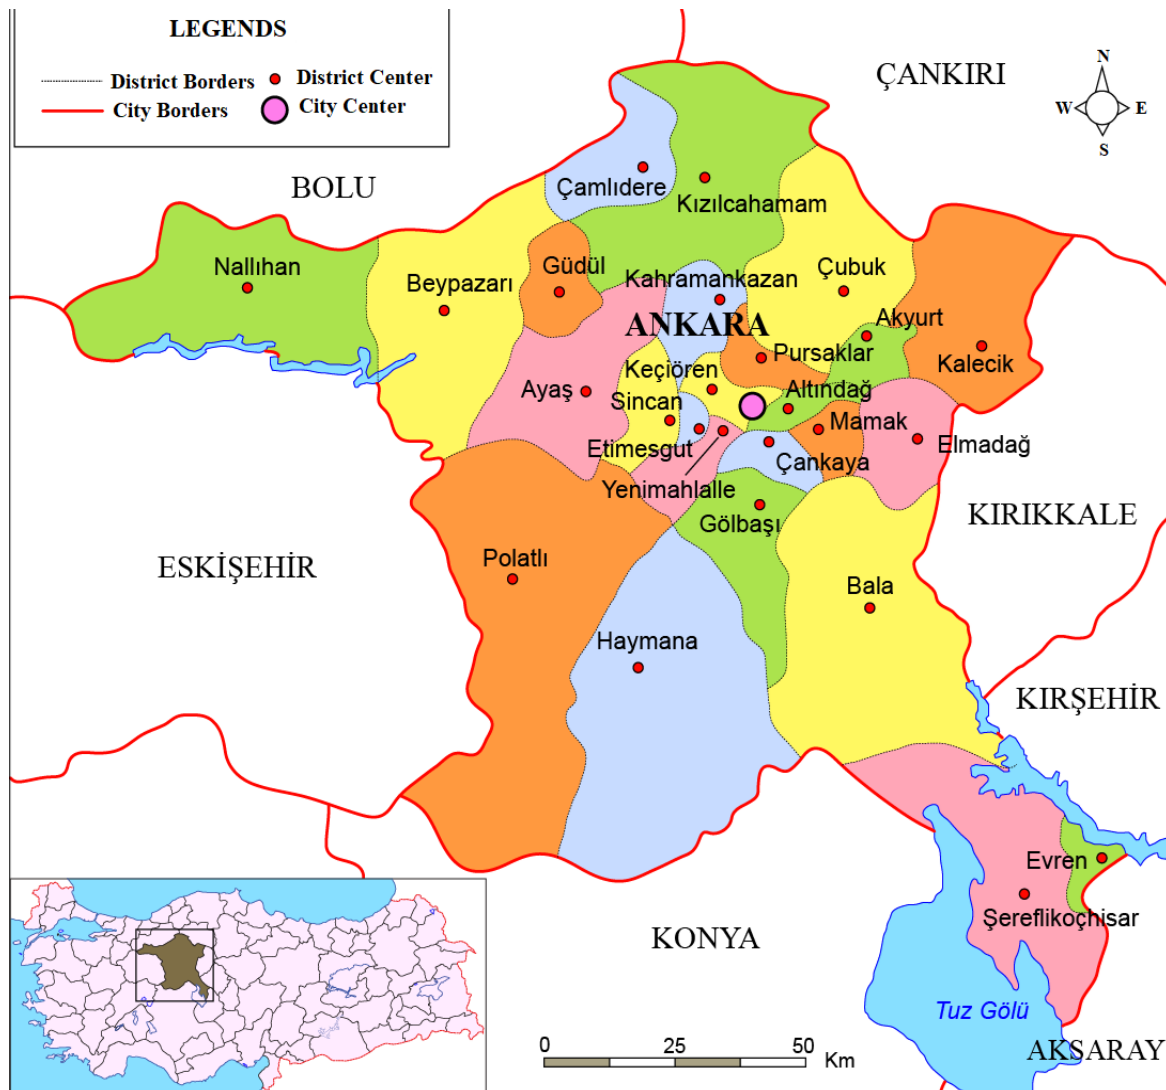 LEGENDS
District Borders
District Center
City Borders
City Center
ÇANKIRI
N
W
E
S
BOLU
Çamlıdere
Kızılcahamam
Nallıhan
Beypazarı
Güdül
Kahramankazan
Çubuk
ANKARA
Akyurt
Pursaklar
Kalecik
Keçiören
Ayaş
Altındağ
Sincan
Mamak
Etimesgut
Elmadağ
Çankaya
Yenimahlalle
Gölbaşı
KIRIKKALE
ESKİŞEHİR
Polatlı
Bala
Haymana
KIRŞEHİR
Evren
Şereflikoçhisar
KONYA
Tuz Gölü
0 25 50 Km
AKSARAY